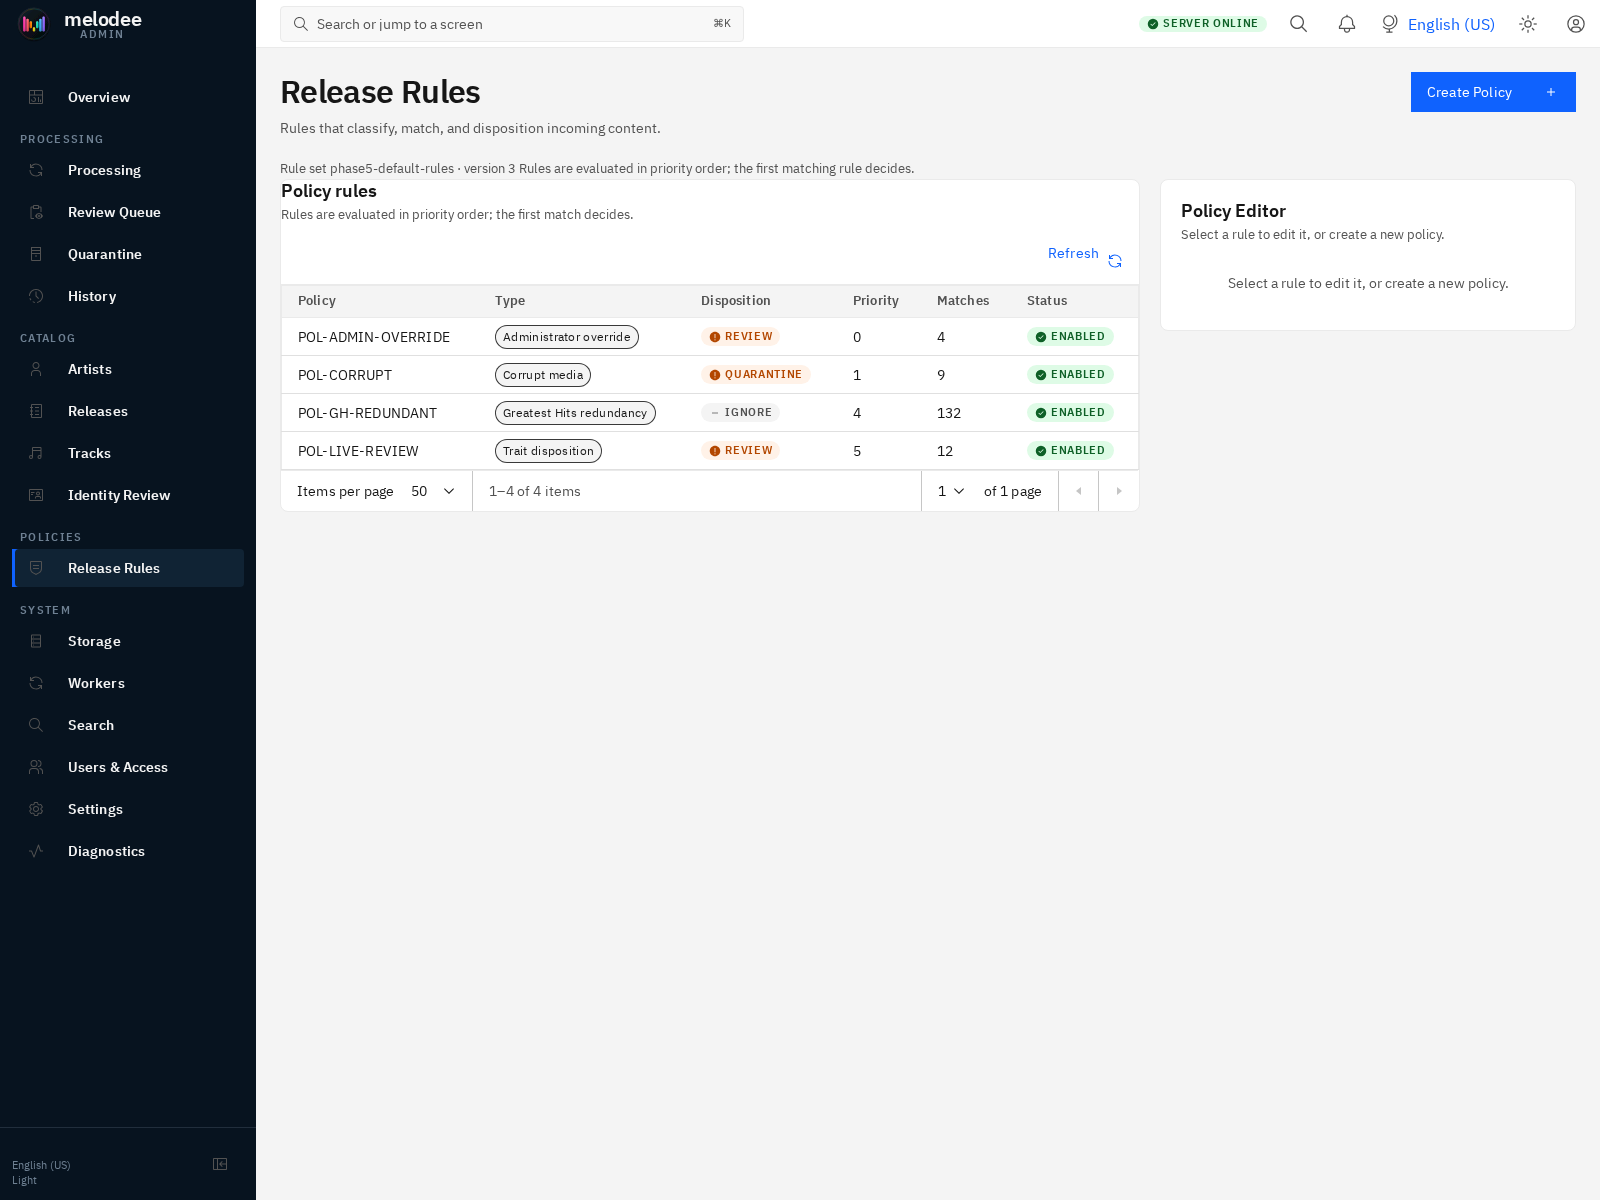 melodee
ADMIN
Search or jump to a screen ⌘K
SERVER ONLINE
English (US)
Overview
PROCESSING
Processing
Review Queue
Quarantine
History
CATALOG
Artists
Releases
Tracks
Identity Review
POLICIES
Release Rules
SYSTEM
Storage
Workers
Search
Users & Access
Settings
Diagnostics
English (US)
Light
Release Rules
Rules that classify, match, and disposition incoming content.
Create Policy +
Rule set phase5-default-rules · version 3 Rules are evaluated in priority order; the first matching rule decides.
Policy rules
Rules are evaluated in priority order; the first match decides.
Refresh
Policy Type Disposition Priority Matches Status
POL-ADMIN-OVERRIDE Administrator override REVIEW 0 4 ENABLED
POL-CORRUPT Corrupt media QUARANTINE 1 9 ENABLED
POL-GH-REDUNDANT Greatest Hits redundancy IGNORE 4 132 ENABLED
POL-LIVE-REVIEW Trait disposition REVIEW 5 12 ENABLED
Items per page 50 1–4 of 4 items 1 of 1 page
Policy Editor
Select a rule to edit it, or create a new policy.
Select a rule to edit it, or create a new policy.